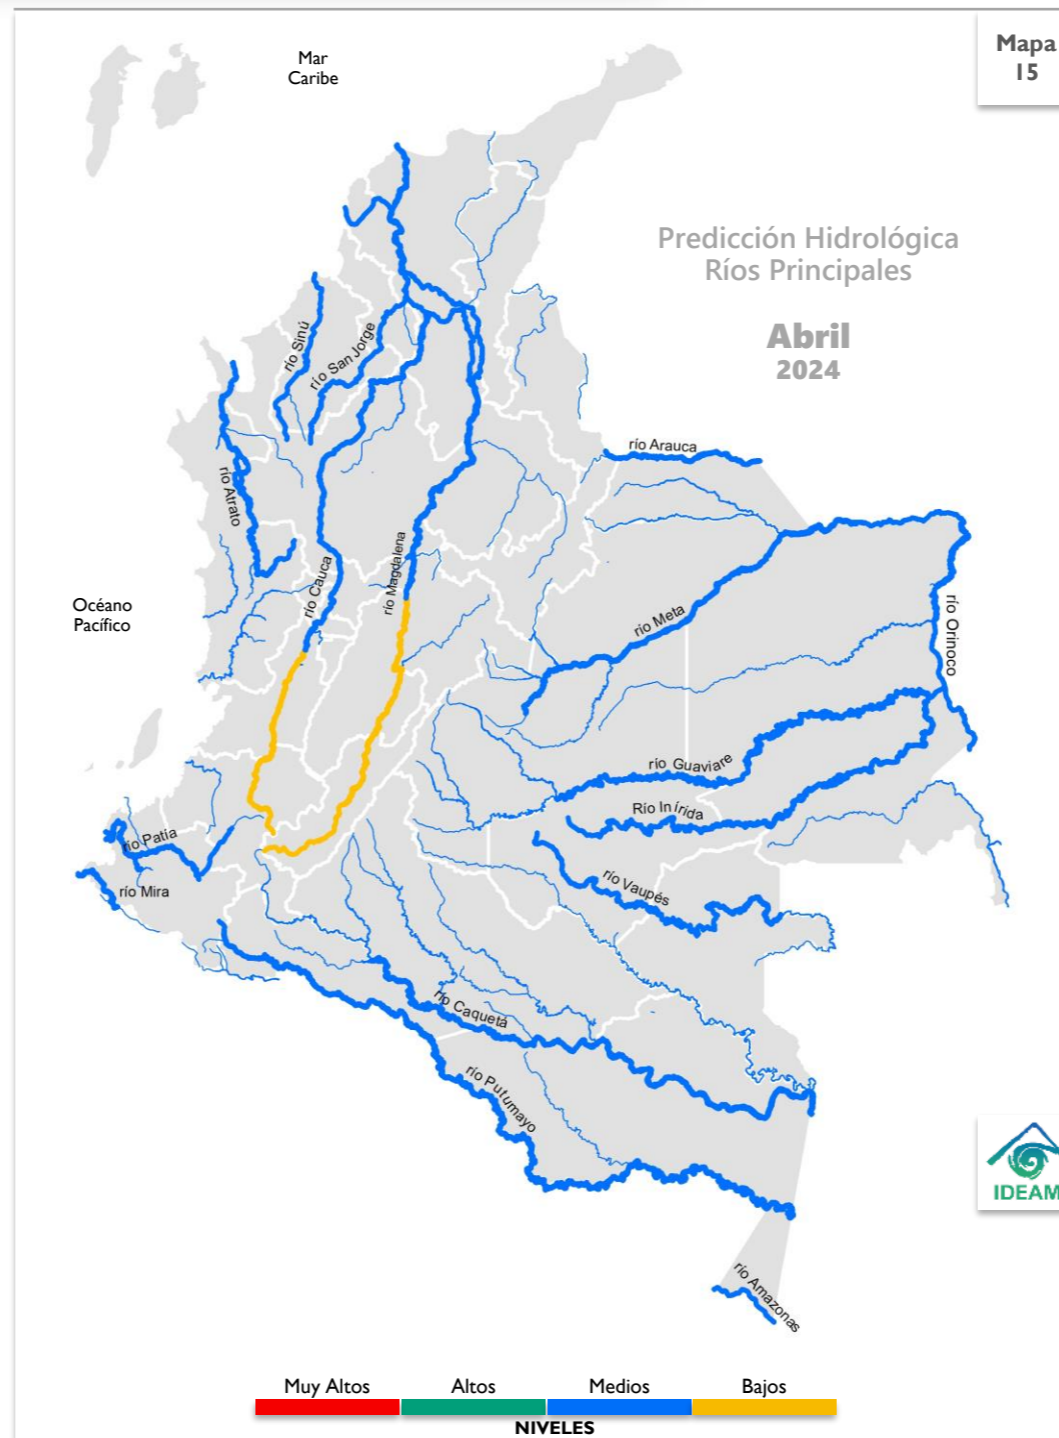 Mapa
15
Mar
Caribe
Predicción Hidrológica
Ríos Principales
Abril
2024
río Sinú
río San Jorge
río Arauca
río Atrato
río Cauca
río Magdalena
Océano
Pacífico
río Meta
río Orinoco
río Guaviare
Río Inírida
río Patía
río Mira
río Vaupés
río Caquetá
río Putumayo
IDEAM
río Amazonas
Muy Altos
Altos
Medios
Bajos
NIVELES